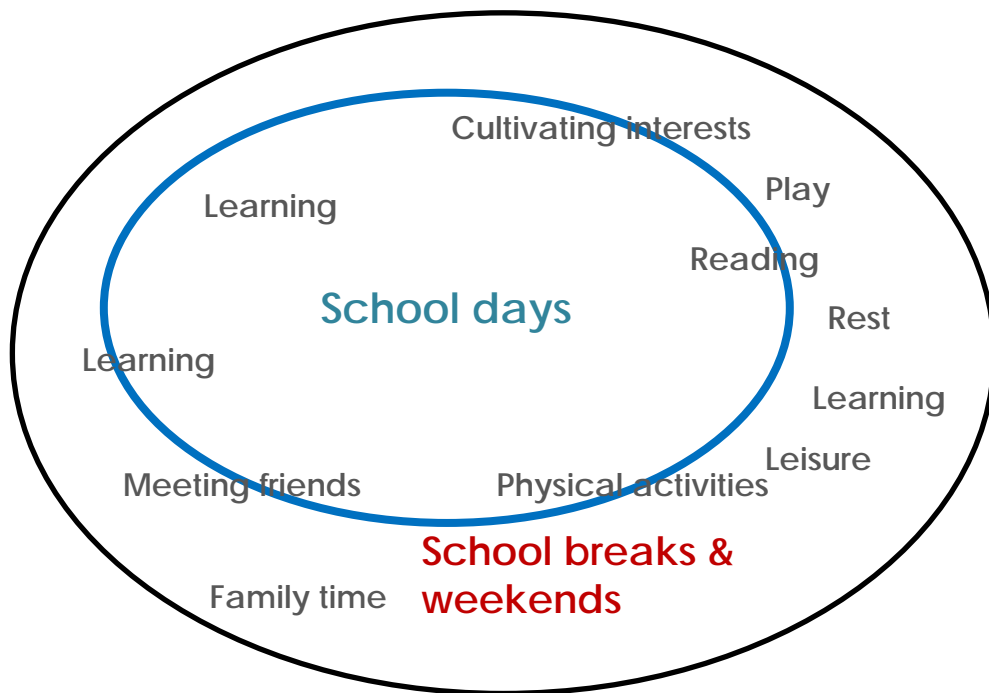 Cultivating interests
Play
Learning
Reading
School days
Rest
Learning
Learning
Leisure
Meeting friends
Physical activities
School breaks &
weekends
Family time